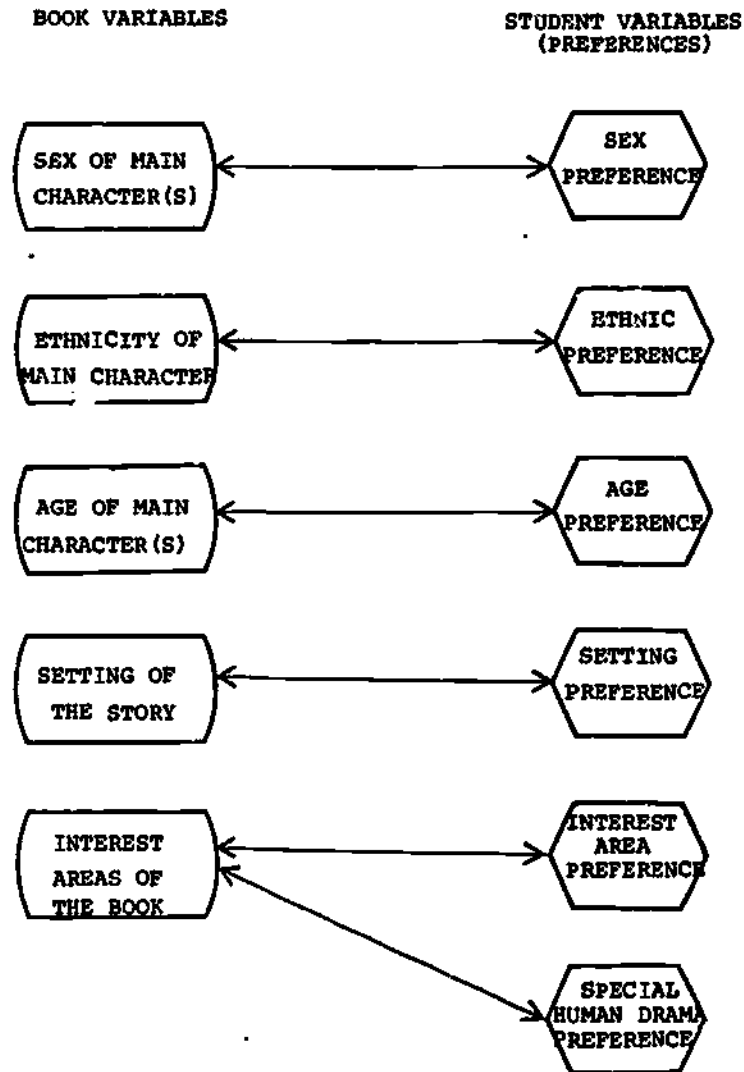 BOOK VARIABLES
STUDENT VARIABLES
(PREFERENCES)
SEX OF MAIN
CHARACTER(S)
SEX
PREFERENCE
ETHNICITY OF
MAIN CHARACTER
ETHNIC
PREFERENCE
AGE OF MAIN
CHARACTER(S)
AGE
PREFERENCE
SETTING OF
THE STORY
SETTING
PREFERENCE
INTEREST
AREAS OF
THE BOOK
INTEREST
AREA
PREFERENCE
SPECIAL
HUMAN DRAMA
PREFERENCE